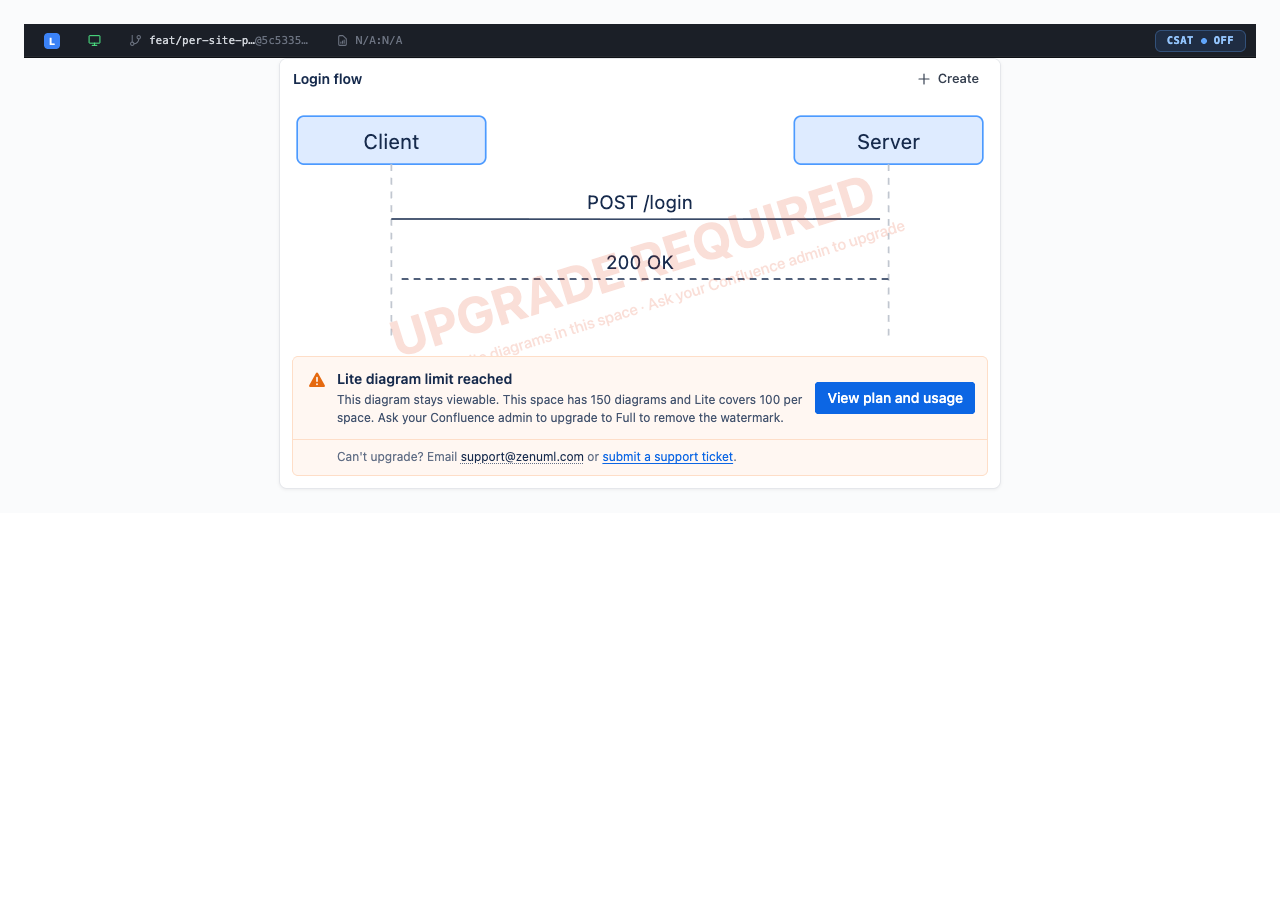 L feat/per-site-p…@5c5335… N/A:N/A CSAT ● OFF
Login flow + Create
Client Server
POST /login
200 OK
UPGRADE REQUIRED
diagrams in this space · Ask your Confluence admin to upgrade
Lite diagram limit reached
This diagram stays viewable. This space has 150 diagrams and Lite covers 100 per
space. Ask your Confluence admin to upgrade to Full to remove the watermark.
View plan and usage
Can't upgrade? Email support@zenuml.com or submit a support ticket.